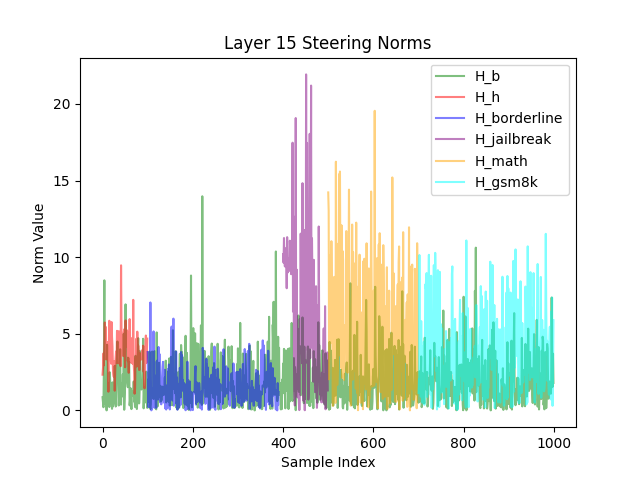 Layer 15 Steering Norms
H_b
H_h
H_borderline
H_jailbreak
H_math
H_gsm8k
20
15
10
5
0
Norm Value
0 200 400 600 800 1000
Sample Index